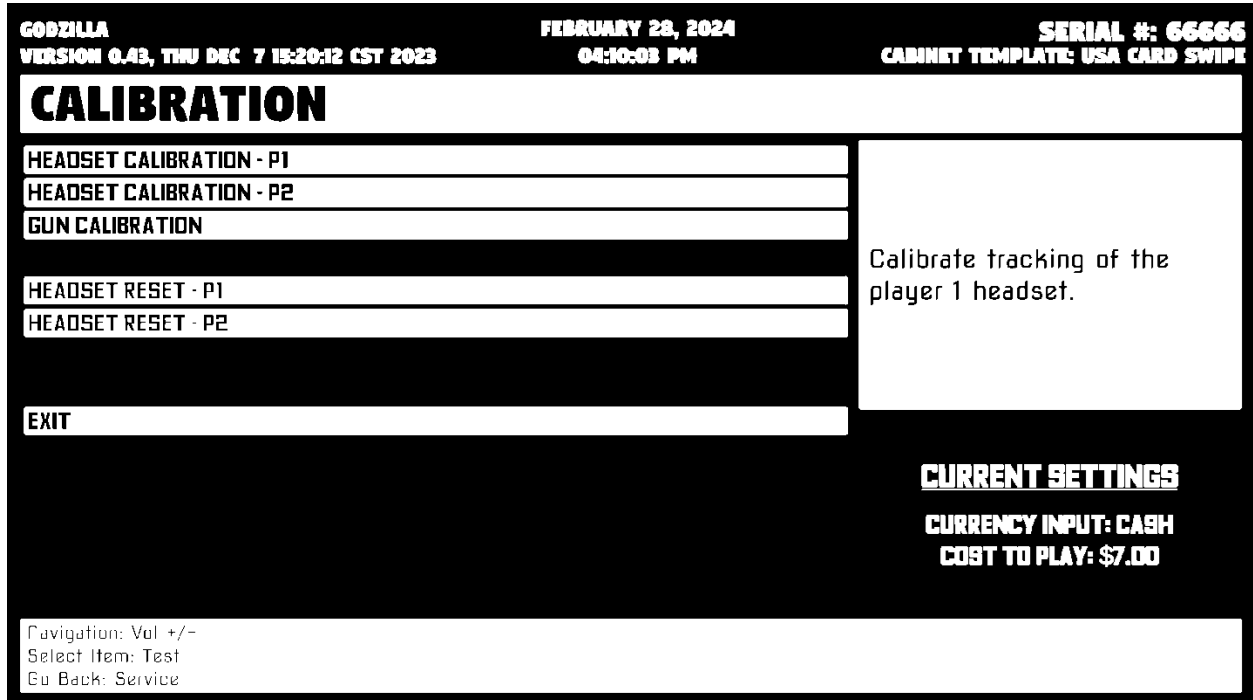 GODZILLA
VERSION 0.43, THU DEC 7 15:20:12 CST 2023
FEBRUARY 28, 2024
04:10:03 PM
SERIAL #: 66666
CABINET TEMPLATE: USA CARD SWIPE
CALIBRATION
HEADSET CALIBRATION - P1
HEADSET CALIBRATION - P2
GUN CALIBRATION
HEADSET RESET - P1
HEADSET RESET - P2
EXIT
Calibrate tracking of the
player 1 headset.
CURRENT SETTINGS
CURRENCY INPUT: CASH
COST TO PLAY: $7.00
Navigation: Vol +/-
Select Item: Test
Go Back: Service